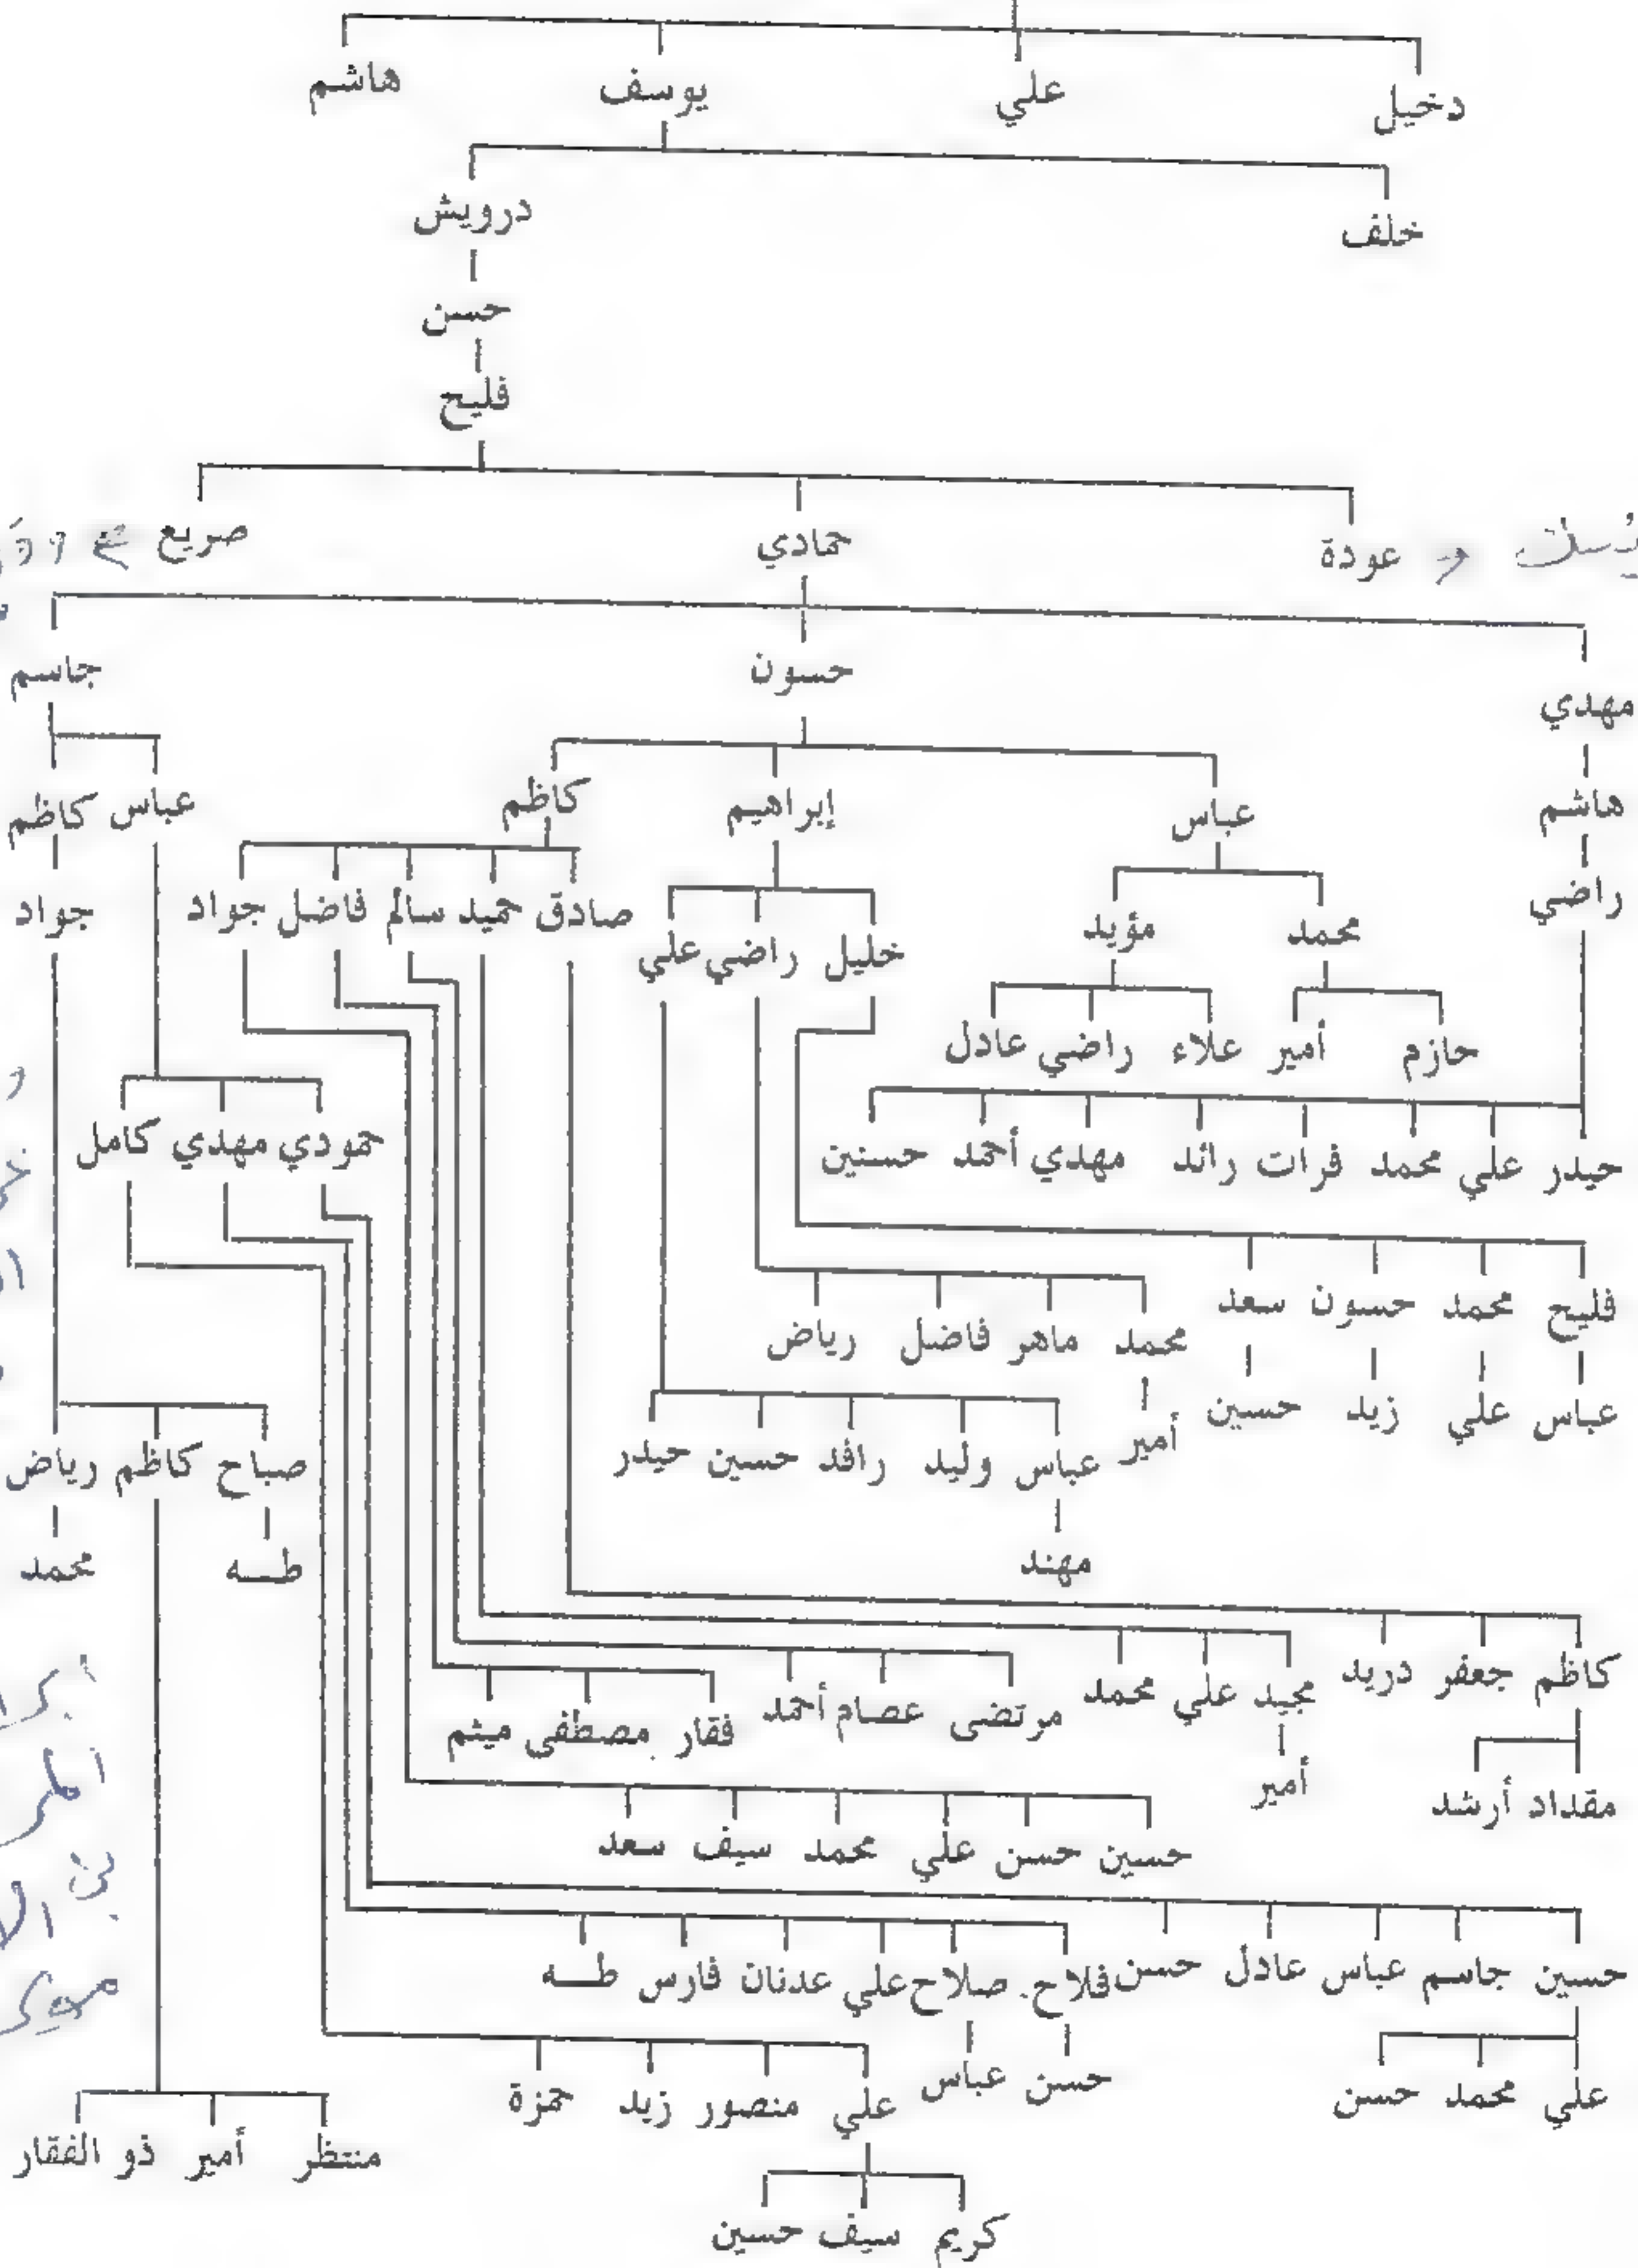 دخيل علي يوسف هاشم
خلف درويش
حسن
فليح
عودة حمادي صريع
مهدي حسون جاسم
هاشم عباس إبراهيم كاظم عباس كاظم
راضي محمد مؤيد خليل راضي علي صادق حميد سالم فاضل جواد جواد
حازم أمير علاء راضي عادل
حيدر علي محمد فرات رائد مهدي أحمد حسنين حمودي مهدي كامل
فليح محمد حسون سعد محمد ماهر فاضل رياض
عباس علي زيد حسين أمير عباس وليد رافد حسين حيدر صباح كاظم رياض
مهند طه محمد
كاظم جعفر دريد مجيد علي محمد مرتضى عصام أحمد فقار مصطفى ميثم
مقداد أرشد أمير
حسين حسن علي محمد سيف سعد
حسين جاسم عباس عادل حسن فلاح صلاح علي عدنان فارس طه
علي محمد حسن حسن عباس علي منصور زيد حمزة
منتظر أمير ذو الفقار
كريم سيف حسين